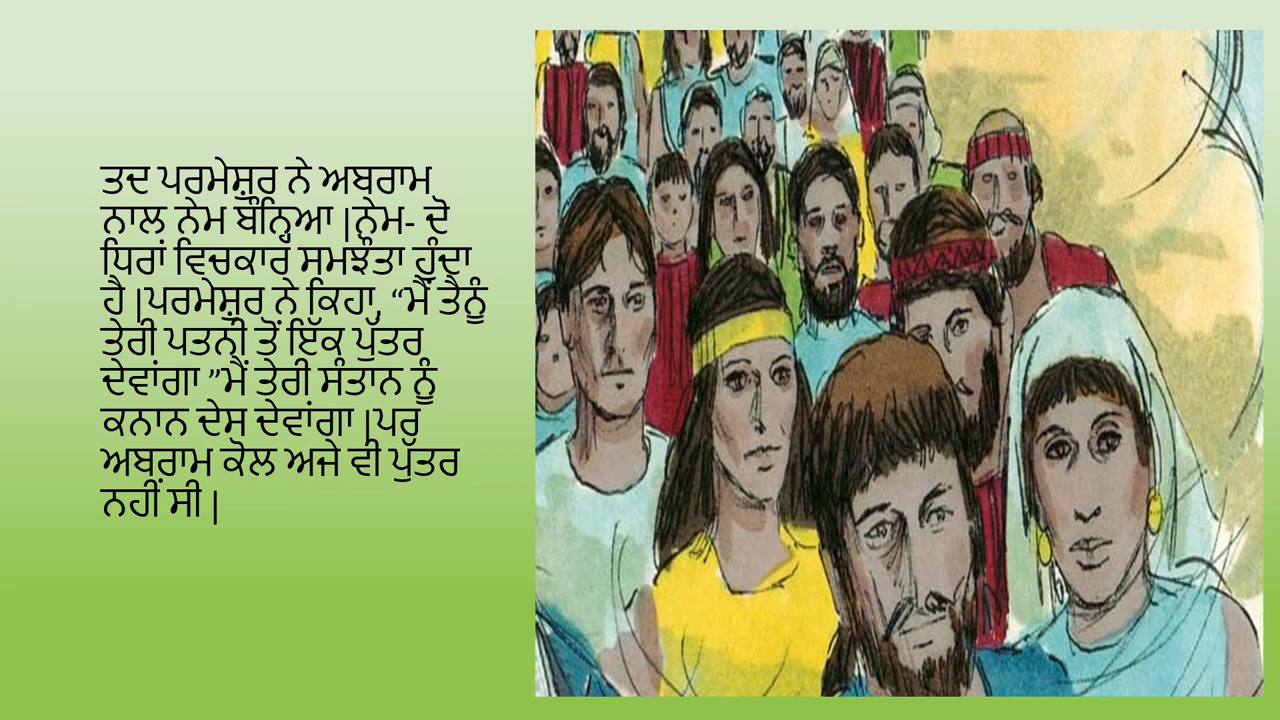 ਤਦ ਪਰਮੇਸ਼ੁਰ ਨੇ ਅਬਰਾਮ
ਨਾਲ ਨੇਮ ਬੰਨ੍ਹਿਆ |ਨੇਮ- ਦੋ
ਧਿਰਾਂ ਵਿਚਕਾਰ ਸਮਝੌਤਾ ਹੁੰਦਾ
ਹੈ |ਪਰਮੇਸ਼ੁਰ ਨੇ ਕਿਹਾ, “ਮੈਂ ਤੈਨੂੰ
ਤੇਰੀ ਪਤਨੀ ਤੋਂ ਇੱਕ ਪੁੱਤਰ
ਦੇਵਾਂਗਾ ”ਮੈਂ ਤੇਰੀ ਸੰਤਾਨ ਨੂੰ
ਕਨਾਨ ਦੇਸ ਦੇਵਾਂਗਾ |ਪਰ
ਅਬਰਾਮ ਕੋਲ ਅਜੇ ਵੀ ਪੁੱਤਰ
ਨਹੀਂ ਸੀ |